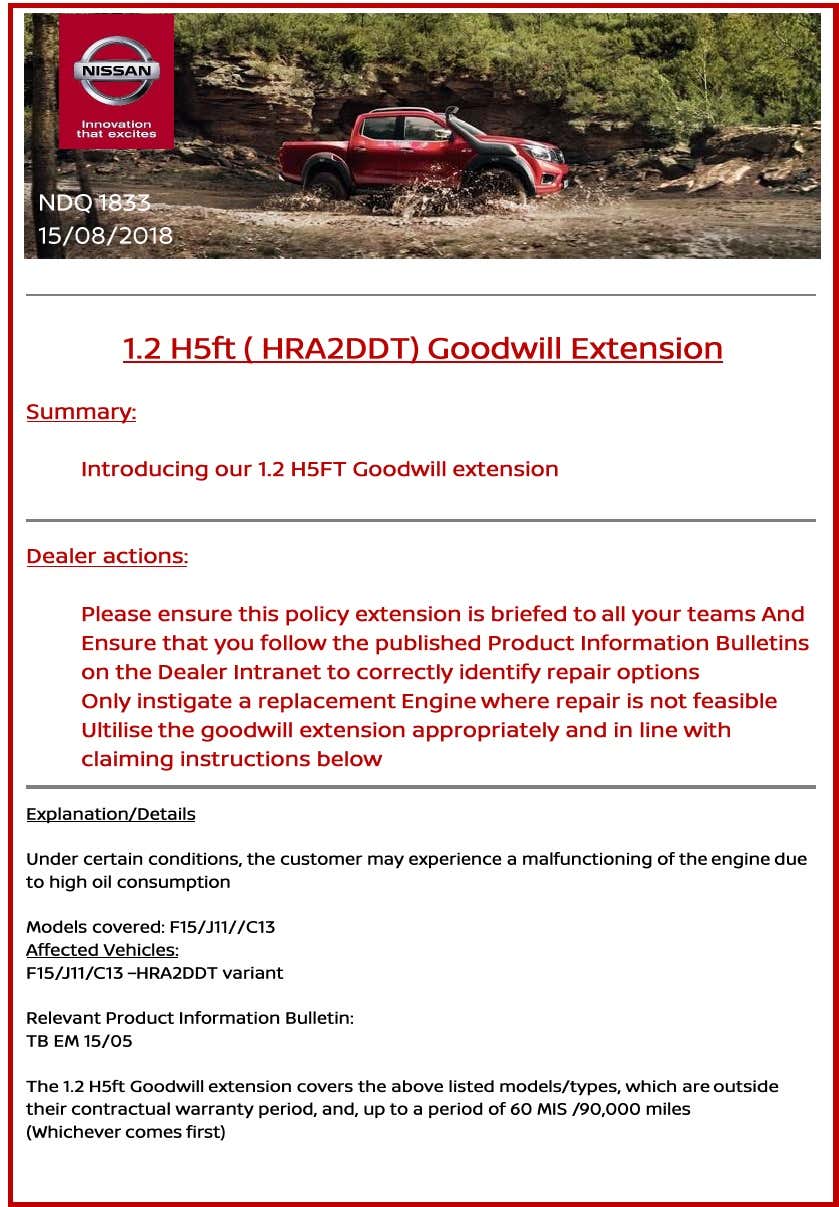 NISSAN
Innovation
that excites
NDQ 1833
15/08/2018
1.2 H5ft ( HRA2DDT) Goodwill Extension
Summary:
Introducing our 1.2 H5FT Goodwill extension
Dealer actions:
Please ensure this policy extension is briefed to all your teams And
Ensure that you follow the published Product Information Bulletins
on the Dealer Intranet to correctly identify repair options
Only instigate a replacement Engine where repair is not feasible
Ultilise the goodwill extension appropriately and in line with
claiming instructions below
Explanation/Details
Under certain conditions, the customer may experience a malfunctioning of the engine due
to high oil consumption
Models covered: F15/J11//C13
Affected Vehicles:
F15/J11/C13 –HRA2DDT variant
Relevant Product Information Bulletin:
TB EM 15/05
The 1.2 H5ft Goodwill extension covers the above listed models/types, which are outside
their contractual warranty period, and, up to a period of 60 MIS /90,000 miles
(Whichever comes first)